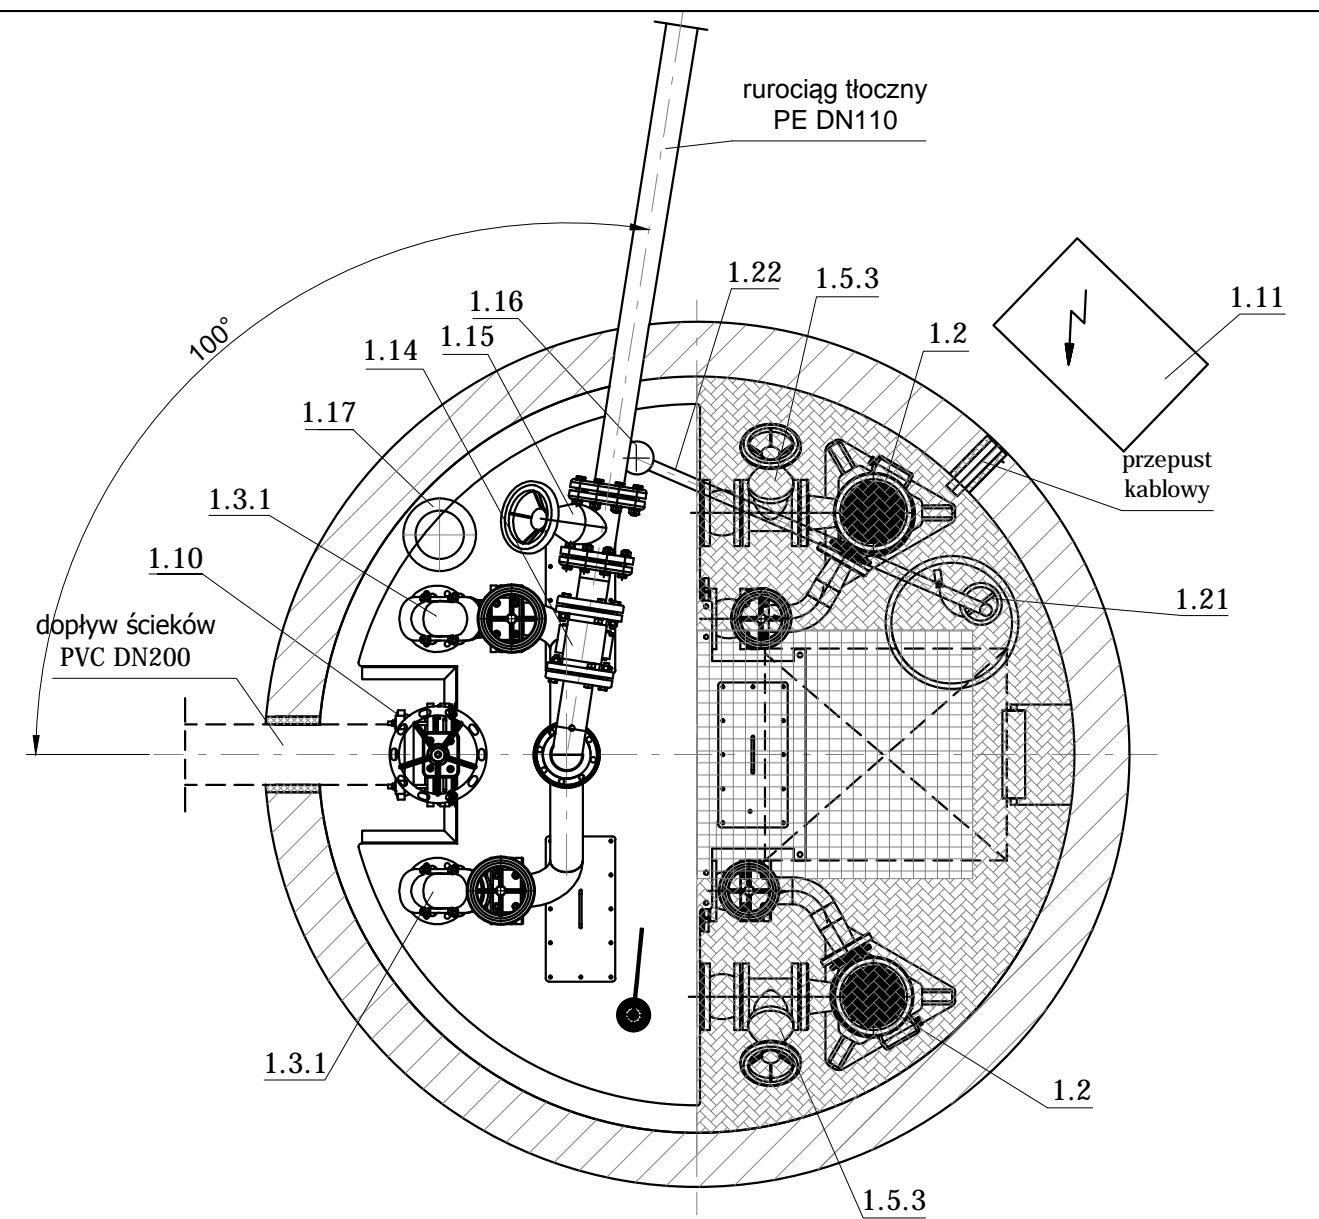 rurociąg tłoczny
PE DN110
1.22
1.5.3
1.11
1.16
1.15
1.2
1.14
100°
1.17
przepust
kablowy
1.3.1
1.10
1.21
dopływ ścieków
PVC DN200
1.3.1
1.2
1.5.3